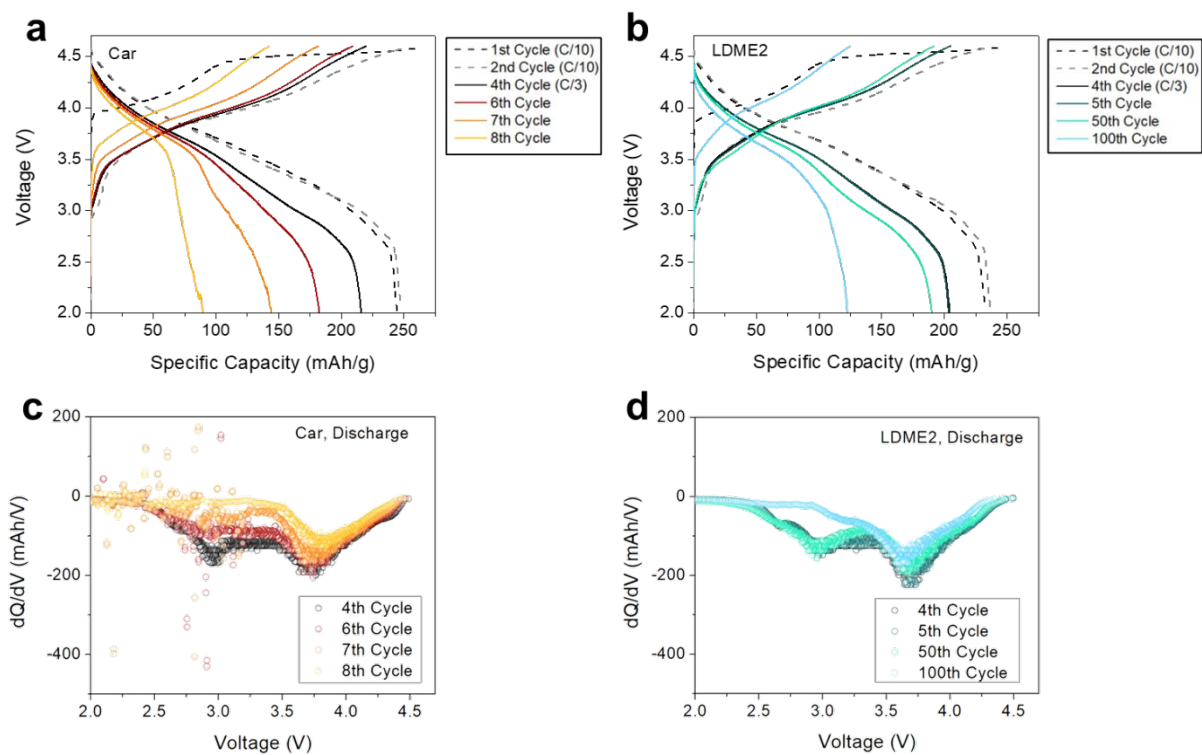 a
Car
1st Cycle (C/10)
2nd Cycle (C/10)
4th Cycle (C/3)
6th Cycle
7th Cycle
8th Cycle
4.5
4.0
3.5
3.0
2.5
2.0
Voltage (V)
0 50 100 150 200 250
Specific Capacity (mAh/g)
b
LDME2
1st Cycle (C/10)
2nd Cycle (C/10)
4th Cycle (C/3)
5th Cycle
50th Cycle
100th Cycle
4.5
4.0
3.5
3.0
2.5
2.0
Voltage (V)
0 50 100 150 200 250
Specific Capacity (mAh/g)
c
Car, Discharge
200
0
-200
-400
dQ/dV (mAh/V)
4th Cycle
6th Cycle
7th Cycle
8th Cycle
2.0 2.5 3.0 3.5 4.0 4.5
Voltage (V)
d
LDME2, Discharge
200
0
-200
-400
dQ/dV (mAh/V)
4th Cycle
5th Cycle
50th Cycle
100th Cycle
2.0 2.5 3.0 3.5 4.0 4.5
Voltage (V)